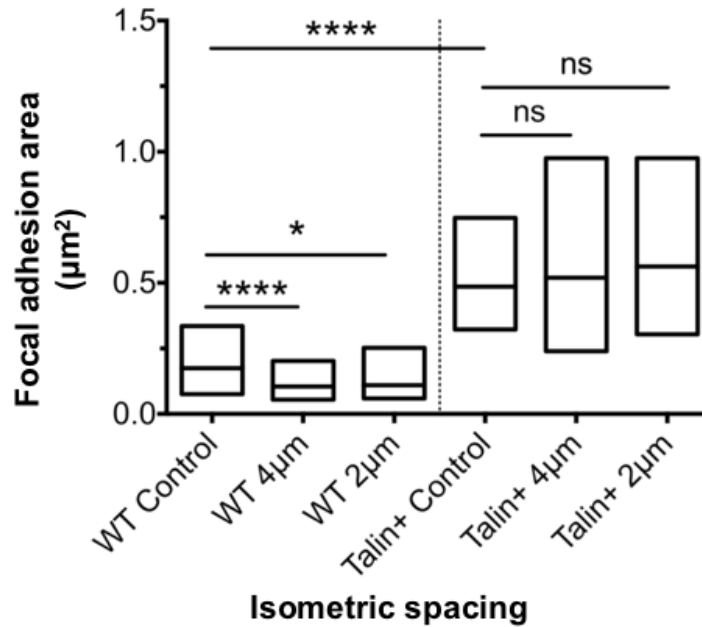 1.5
****
ns
ns
1.0
*
0.5
****
0.0
Focal adhesion area
(µm²)
WT Control
WT 4µm
WT 2µm
Talin+ Control
Talin+ 4µm
Talin+ 2µm
Isometric spacing